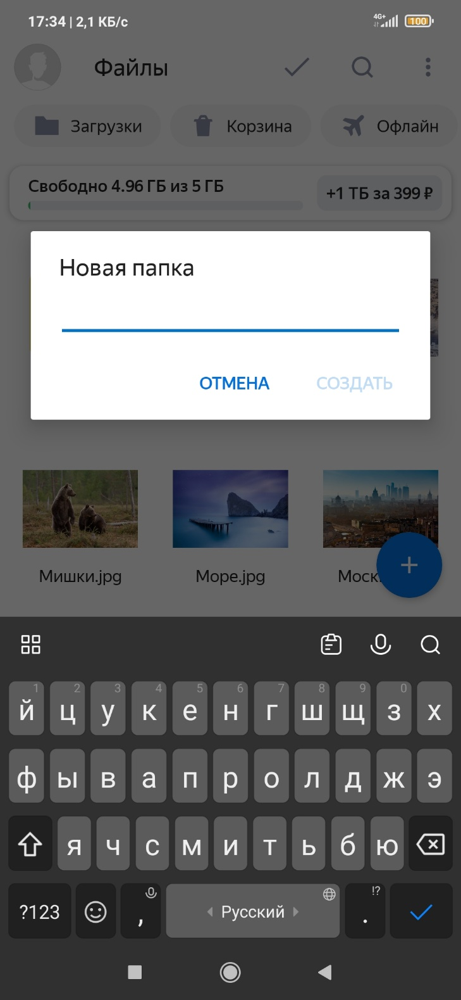 17:34 | 2,1 КБ/с
4G+
100
Файлы
Загрузки
Корзина
Офлайн
Свободно 4.96 ГБ из 5 ГБ
+1 ТБ за 399 ₽
Новая папка
ОТМЕНА
СОЗДАТЬ
Мишки.jpg
Море.jpg
Моск
+
1 2 3 4 5 6 7 8 9 0
й ц у к е н г ш щ з х
ф ы в а п р о л д ж э
я ч с м и т ь б ю
!?
?123 , Русский .